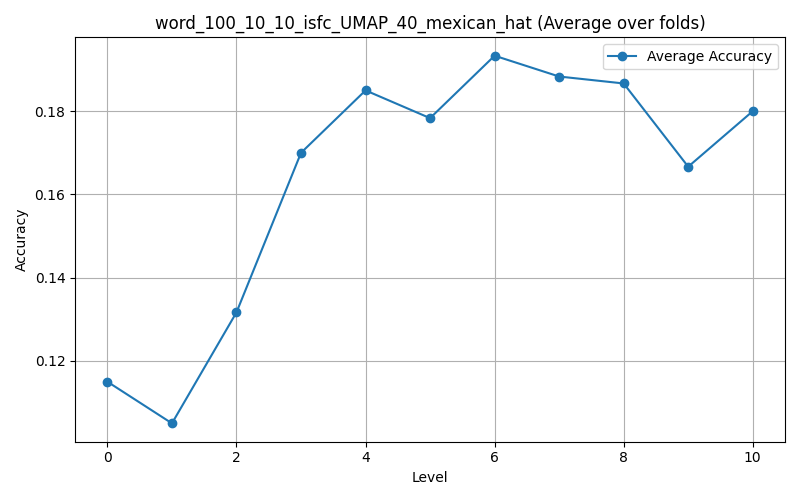 word_100_10_10_isfc_UMAP_40_mexican_hat (Average over folds)
Average Accuracy
0.18
0.16
0.14
0.12
Accuracy
0 2 4 6 8 10
Level